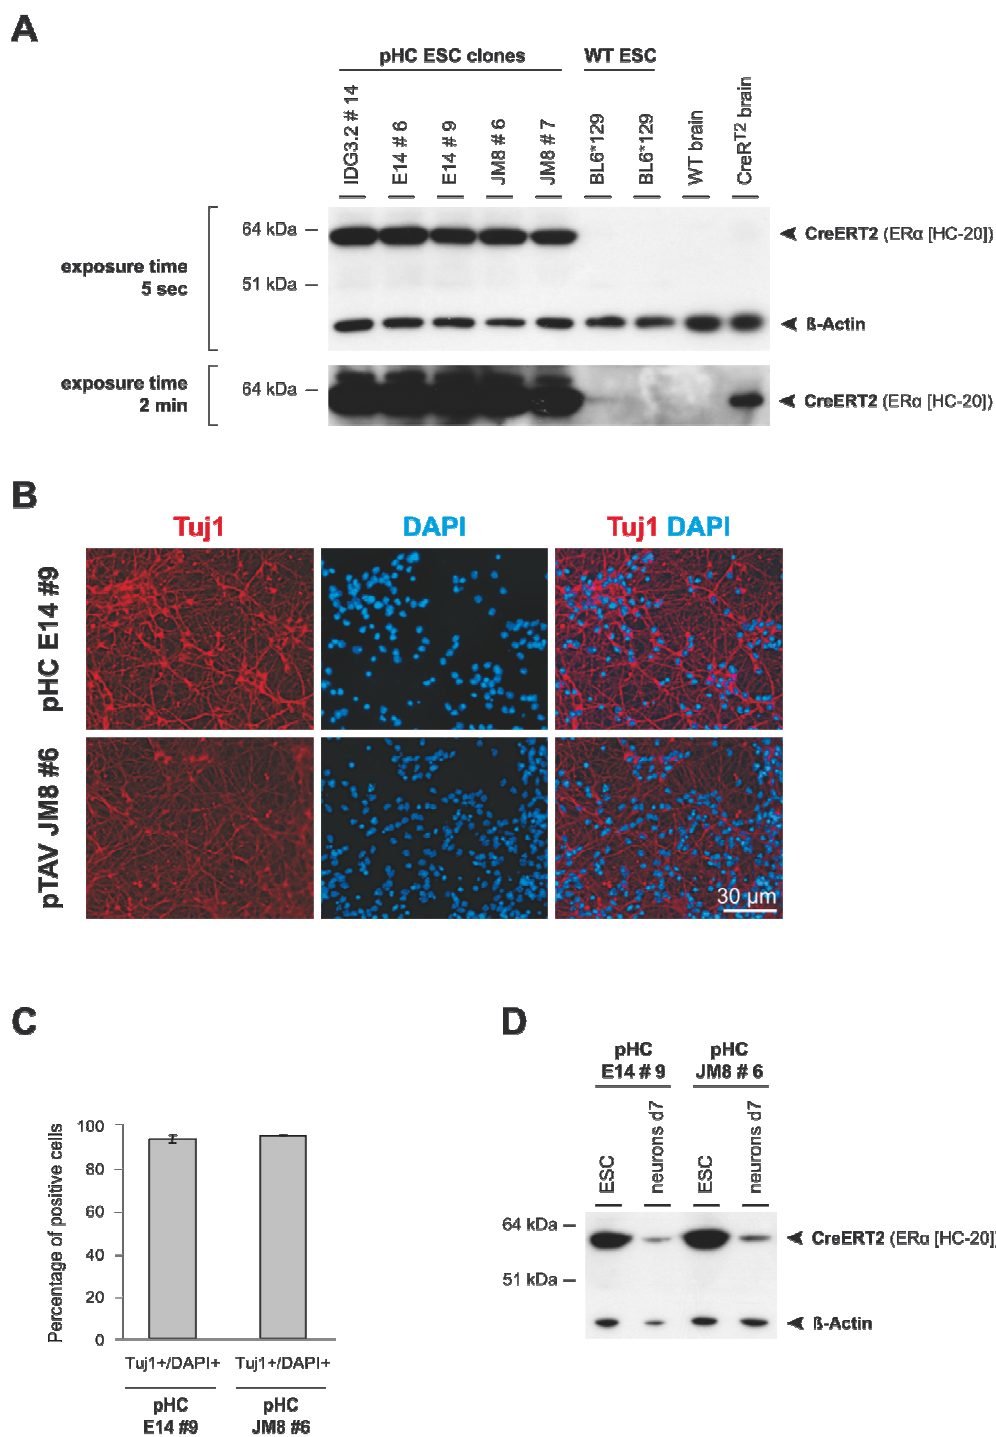 A
pHC ESC clones
WT ESC
IDG3.2 # 14
E14 # 6
E14 # 9
JM8 # 6
JM8 # 7
BL6*129
BL6*129
WT brain
CreRT2 brain
exposure time
5 sec
64 kDa
51 kDa
CreERT2 (ERα [HC-20])
ß-Actin
exposure time
2 min
64 kDa
CreERT2 (ERα [HC-20])
B
Tuj1
DAPI
Tuj1 DAPI
pHC E14 #9
pTAV JM8 #6
30 µm
C
Percentage of positive cells
100
80
60
40
20
0
Tuj1+/DAPI+
Tuj1+/DAPI+
pHC
E14 #9
pHC
JM8 #6
D
pHC
E14 # 9
pHC
JM8 # 6
ESC
neurons d7
ESC
neurons d7
64 kDa
51 kDa
CreERT2 (ERα [HC-20])
ß-Actin